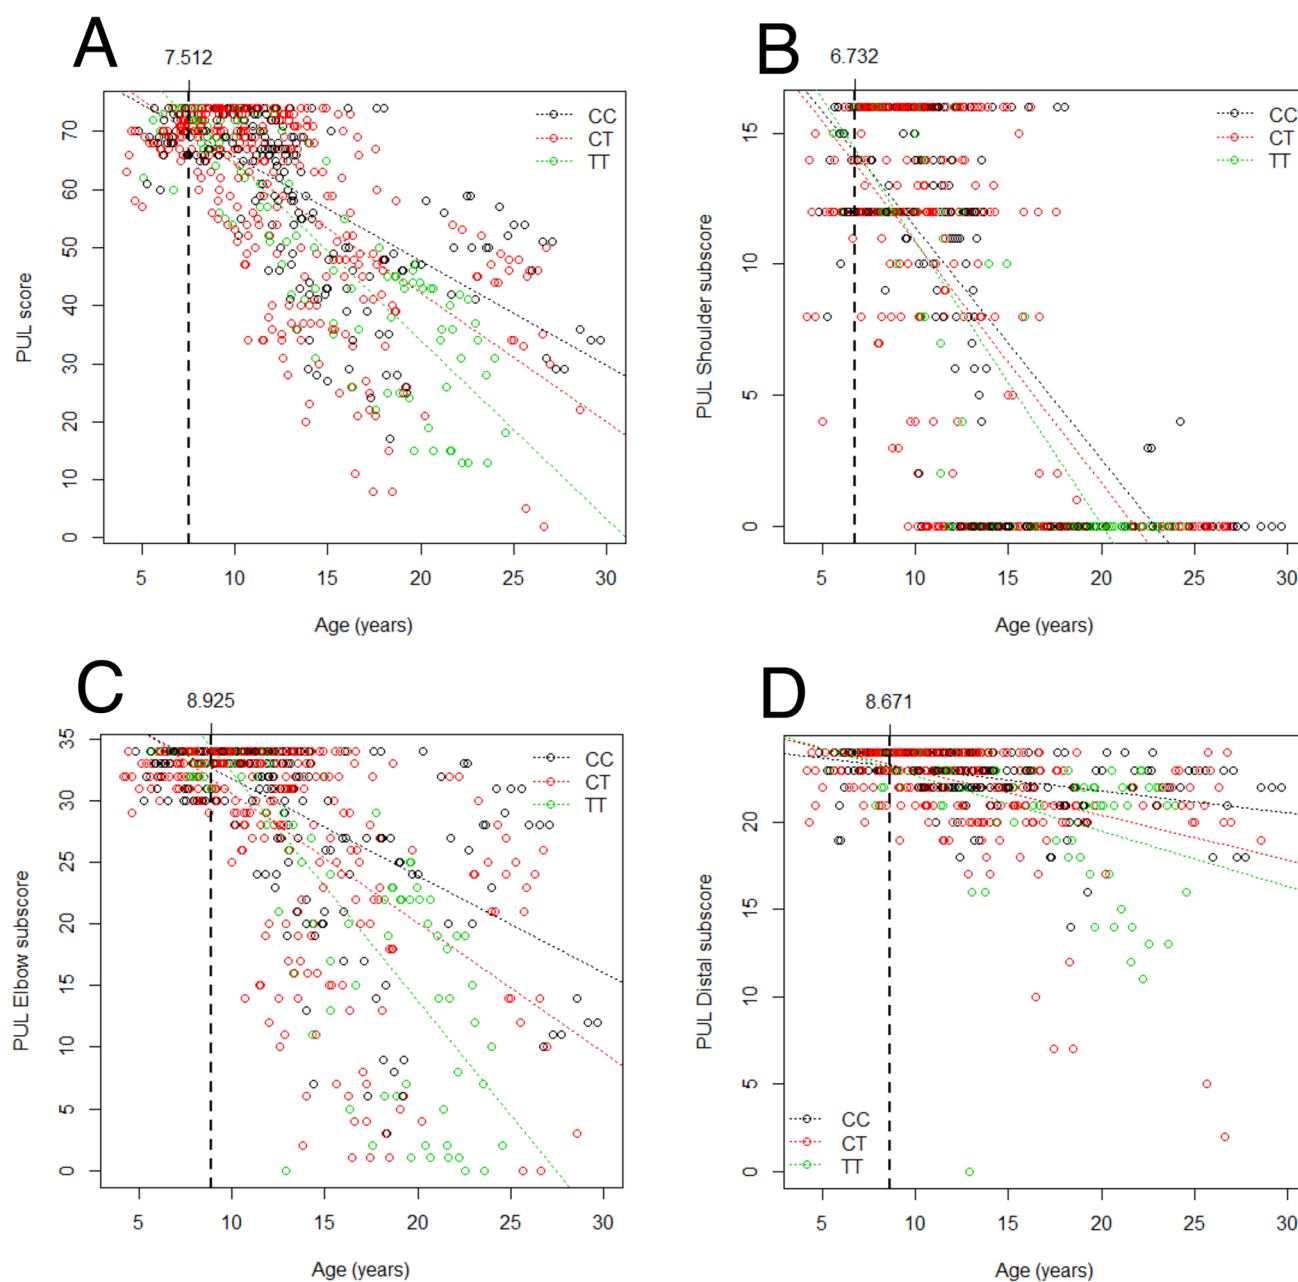 A
7.512
CC
CT
TT
PUL score
0 10 20 30 40 50 60 70
5 10 15 20 25 30
Age (years)
B
6.732
CC
CT
TT
PUL Shoulder subscore
0 5 10 15
5 10 15 20 25 30
Age (years)
C
8.925
CC
CT
TT
PUL Elbow subscore
0 5 10 15 20 25 30 35
5 10 15 20 25 30
Age (years)
D
8.671
CC
CT
TT
PUL Distal subscore
0 5 10 15 20
5 10 15 20 25 30
Age (years)